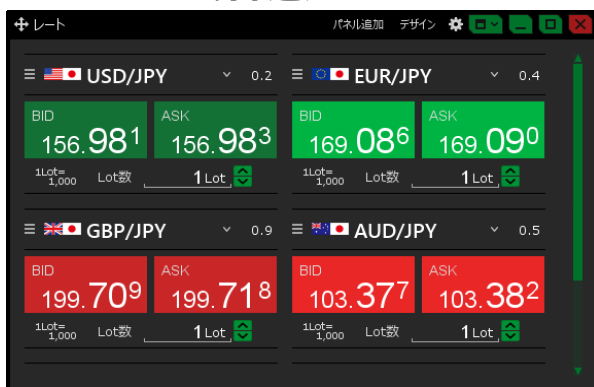 レート パネル追加 デザイン
USD/JPY 0.2 EUR/JPY 0.4
BID ASK BID ASK
156.981 156.983 169.086 169.090
1Lot=1,000 Lot数 1 Lot 1Lot=1,000 Lot数 1 Lot
GBP/JPY 0.9 AUD/JPY 0.5
BID ASK BID ASK
199.709 199.718 103.377 103.382
1Lot=1,000 Lot数 1 Lot 1Lot=1,000 Lot数 1 Lot